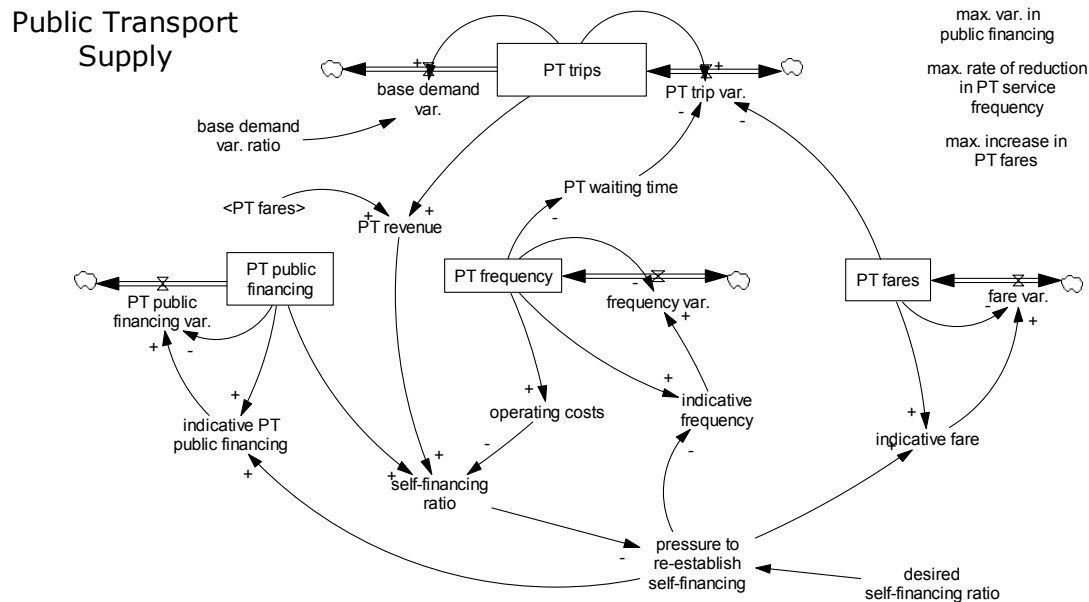 Public Transport
Supply
max. var. in
public financing
max. rate of reduction
in PT service
frequency
max. increase in
PT fares
PT trips
+
+
base demand
var.
PT trip var.
-
-
base demand
var. ratio
PT waiting time
-
<PT fares>
+
+
PT revenue
PT public
financing
PT frequency
PT fares
PT public
financing var.
frequency var.
fare var.
-
-
+
+
+
-
+
+
+
+
indicative PT
public financing
operating costs
indicative
frequency
indicative fare
+
-
-
+
+
+
self-financing
ratio
-
pressure to
re-establish
self-financing
desired
self-financing ratio